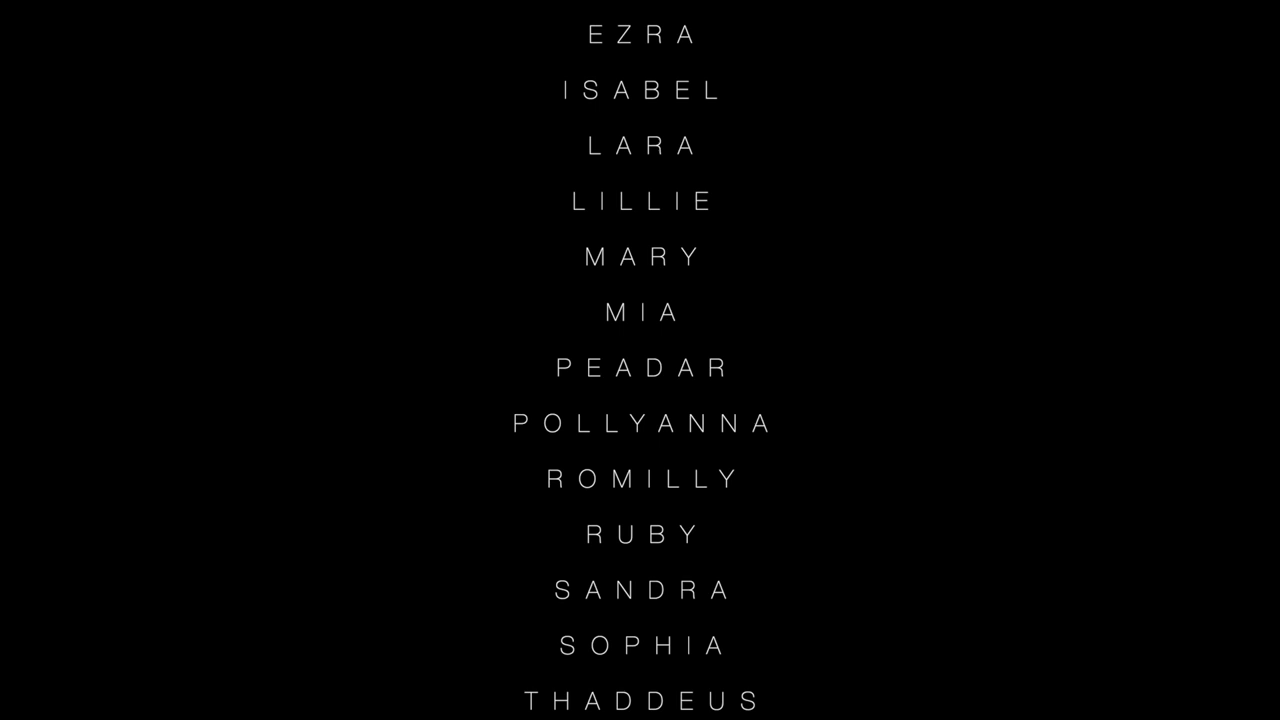 EZRA
ISABEL
LARA
LILLIE
MARY
MIA
PEADAR
POLLYANNA
ROMILLY
RUBY
SANDRA
SOPHIA
THADDEUS